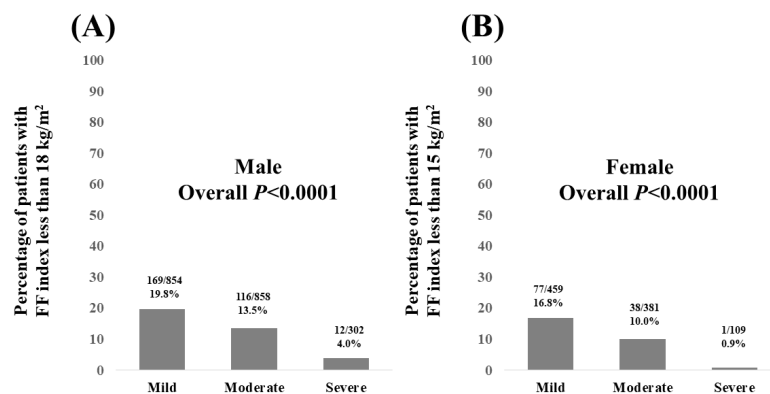 (A)
Percentage of patients with
FF index less than 18 kg/m²
100
90
80
70
60
50
40
30
20
10
0
Male
Overall P<0.0001
169/854
19.8%
116/858
13.5%
12/302
4.0%
Mild
Moderate
Severe
(B)
Percentage of patients with
FF index less than 15 kg/m²
100
90
80
70
60
50
40
30
20
10
0
Female
Overall P<0.0001
77/459
16.8%
38/381
10.0%
1/109
0.9%
Mild
Moderate
Severe